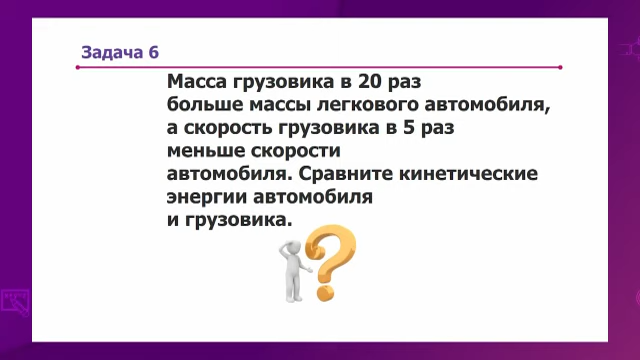 Задача 6
Масса грузовика в 20 раз
больше массы легкового автомобиля,
а скорость грузовика в 5 раз
меньше скорости
автомобиля. Сравните кинетические
энергии автомобиля
и грузовика.